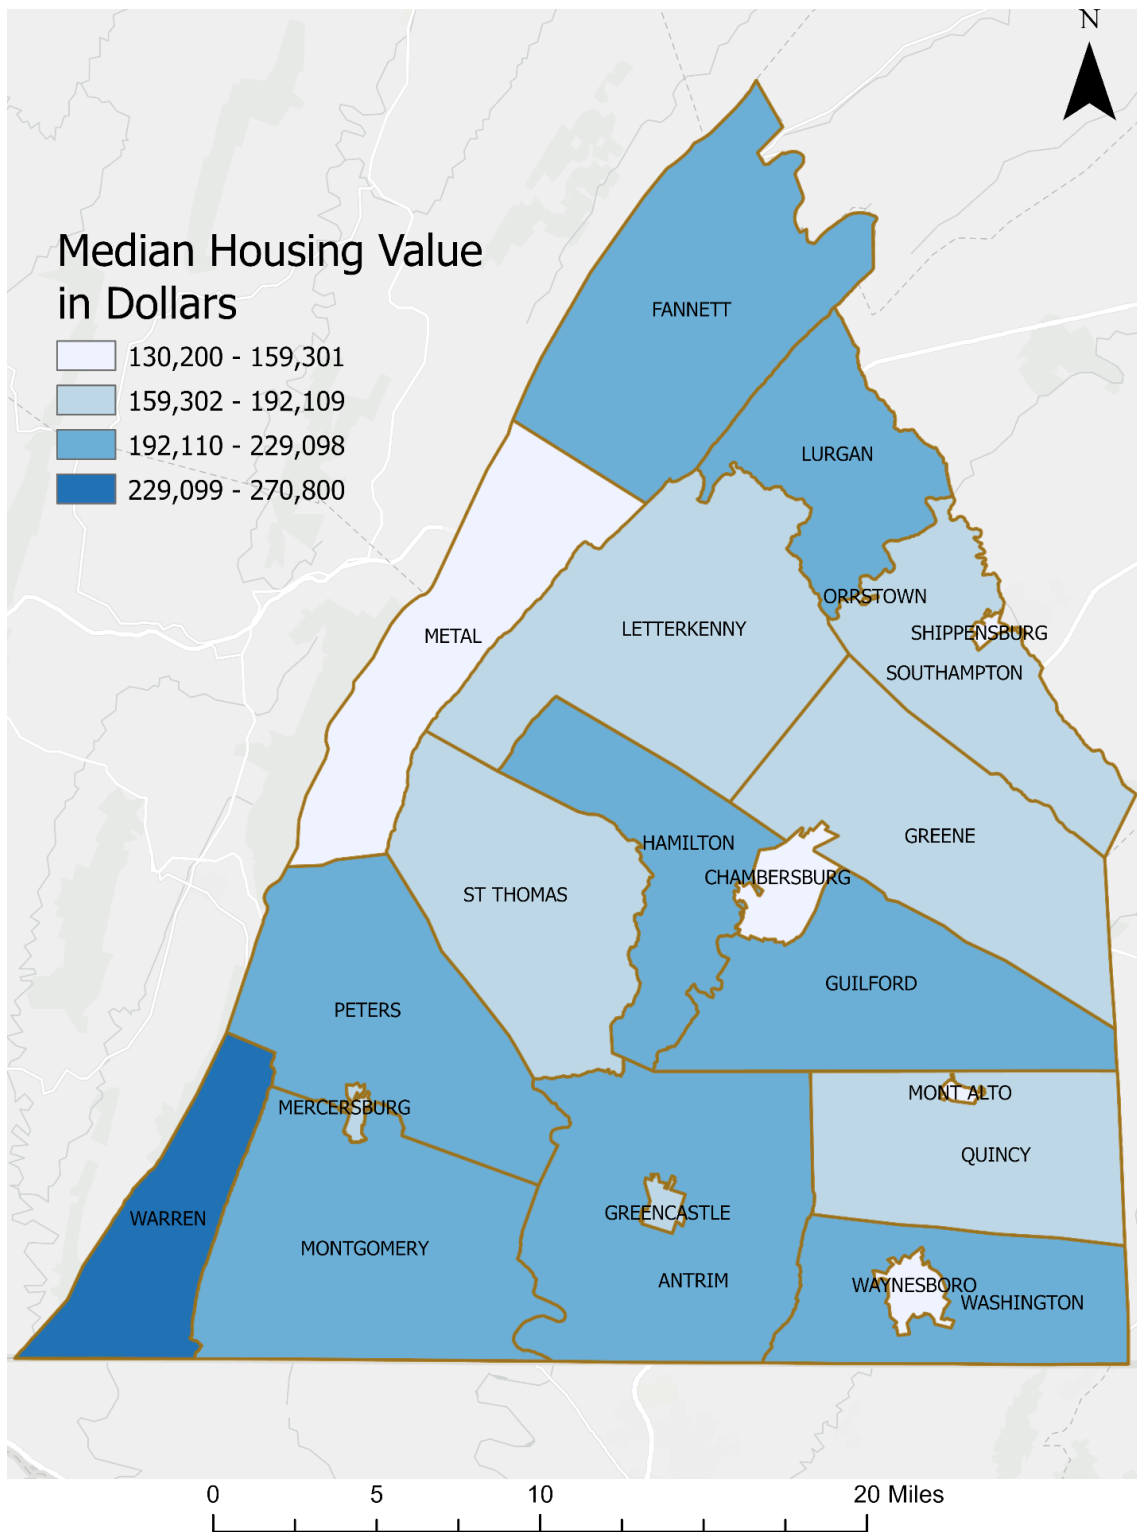 N
Median Housing Value
in Dollars
130,200 - 159,301
159,302 - 192,109
192,110 - 229,098
229,099 - 270,800
FANNETT
LURGAN
ORRSTOWN
METAL
LETTERKENNY
SHIPPENSBURG
SOUTHAMPTON
HAMILTON
GREENE
CHAMBERSBURG
ST THOMAS
GUILFORD
PETERS
MERCERSBURG
MONT ALTO
QUINCY
WARREN
GREENCASTLE
MONTGOMERY
ANTRIM
WAYNESBORO
WASHINGTON
0 5 10 20 Miles